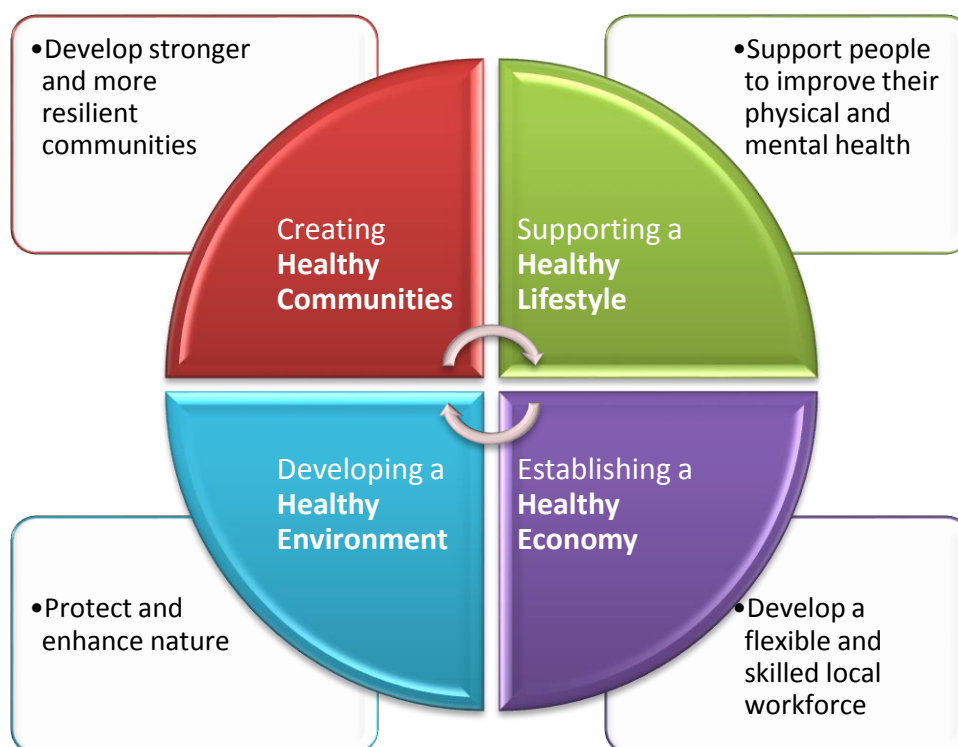 •Develop stronger
and more
resilient
communities
•Support people
to improve their
physical and
mental health
Creating
Healthy
Communities
Supporting a
Healthy
Lifestyle
Developing a
Healthy
Environment
Establishing a
Healthy
Economy
•Protect and
enhance nature
•Develop a
flexible and
skilled local
workforce